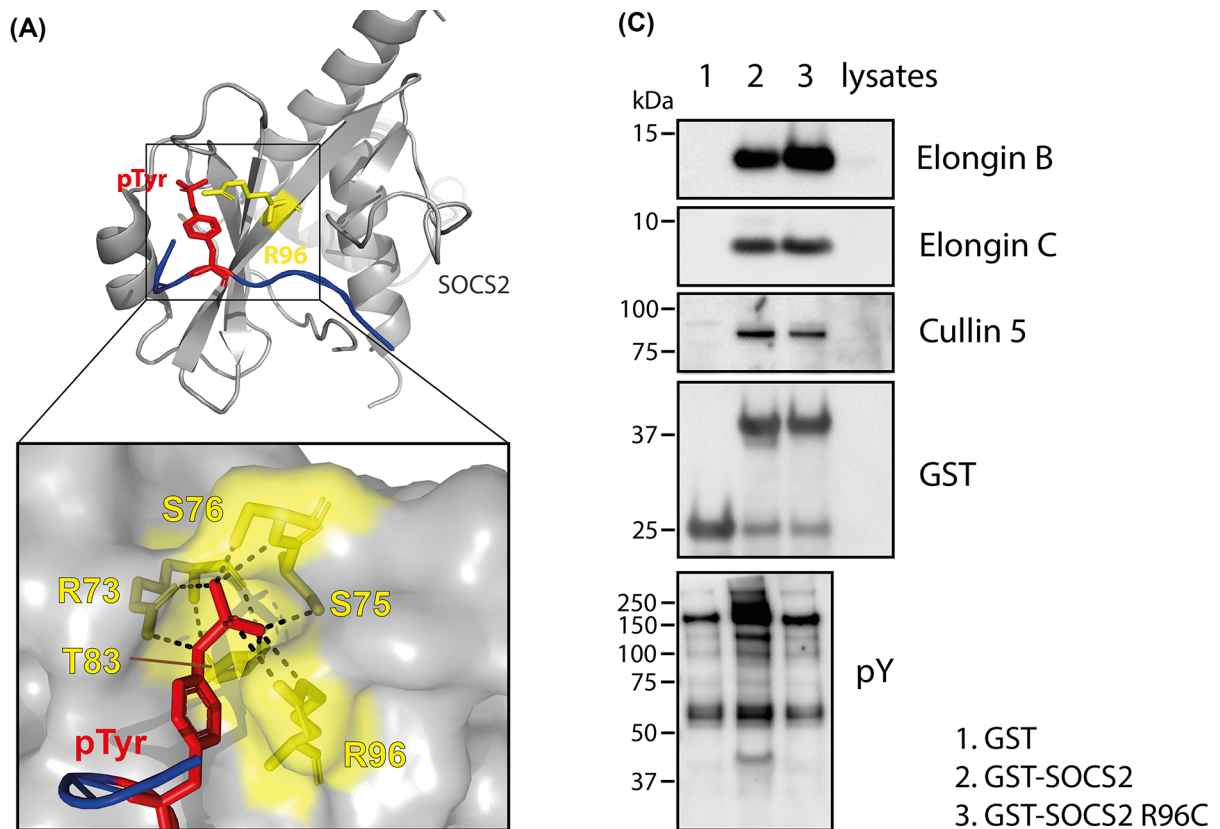 (A)
pTyr
R96
SOCS2
S76
R73
S75
T83
R96
pTyr
(C)
1 2 3 lysates
kDa
15
Elongin B
10
Elongin C
100
Cullin 5
75
37
GST
25
250
150
100
pY
75
50
37
1. GST
2. GST-SOCS2
3. GST-SOCS2 R96C